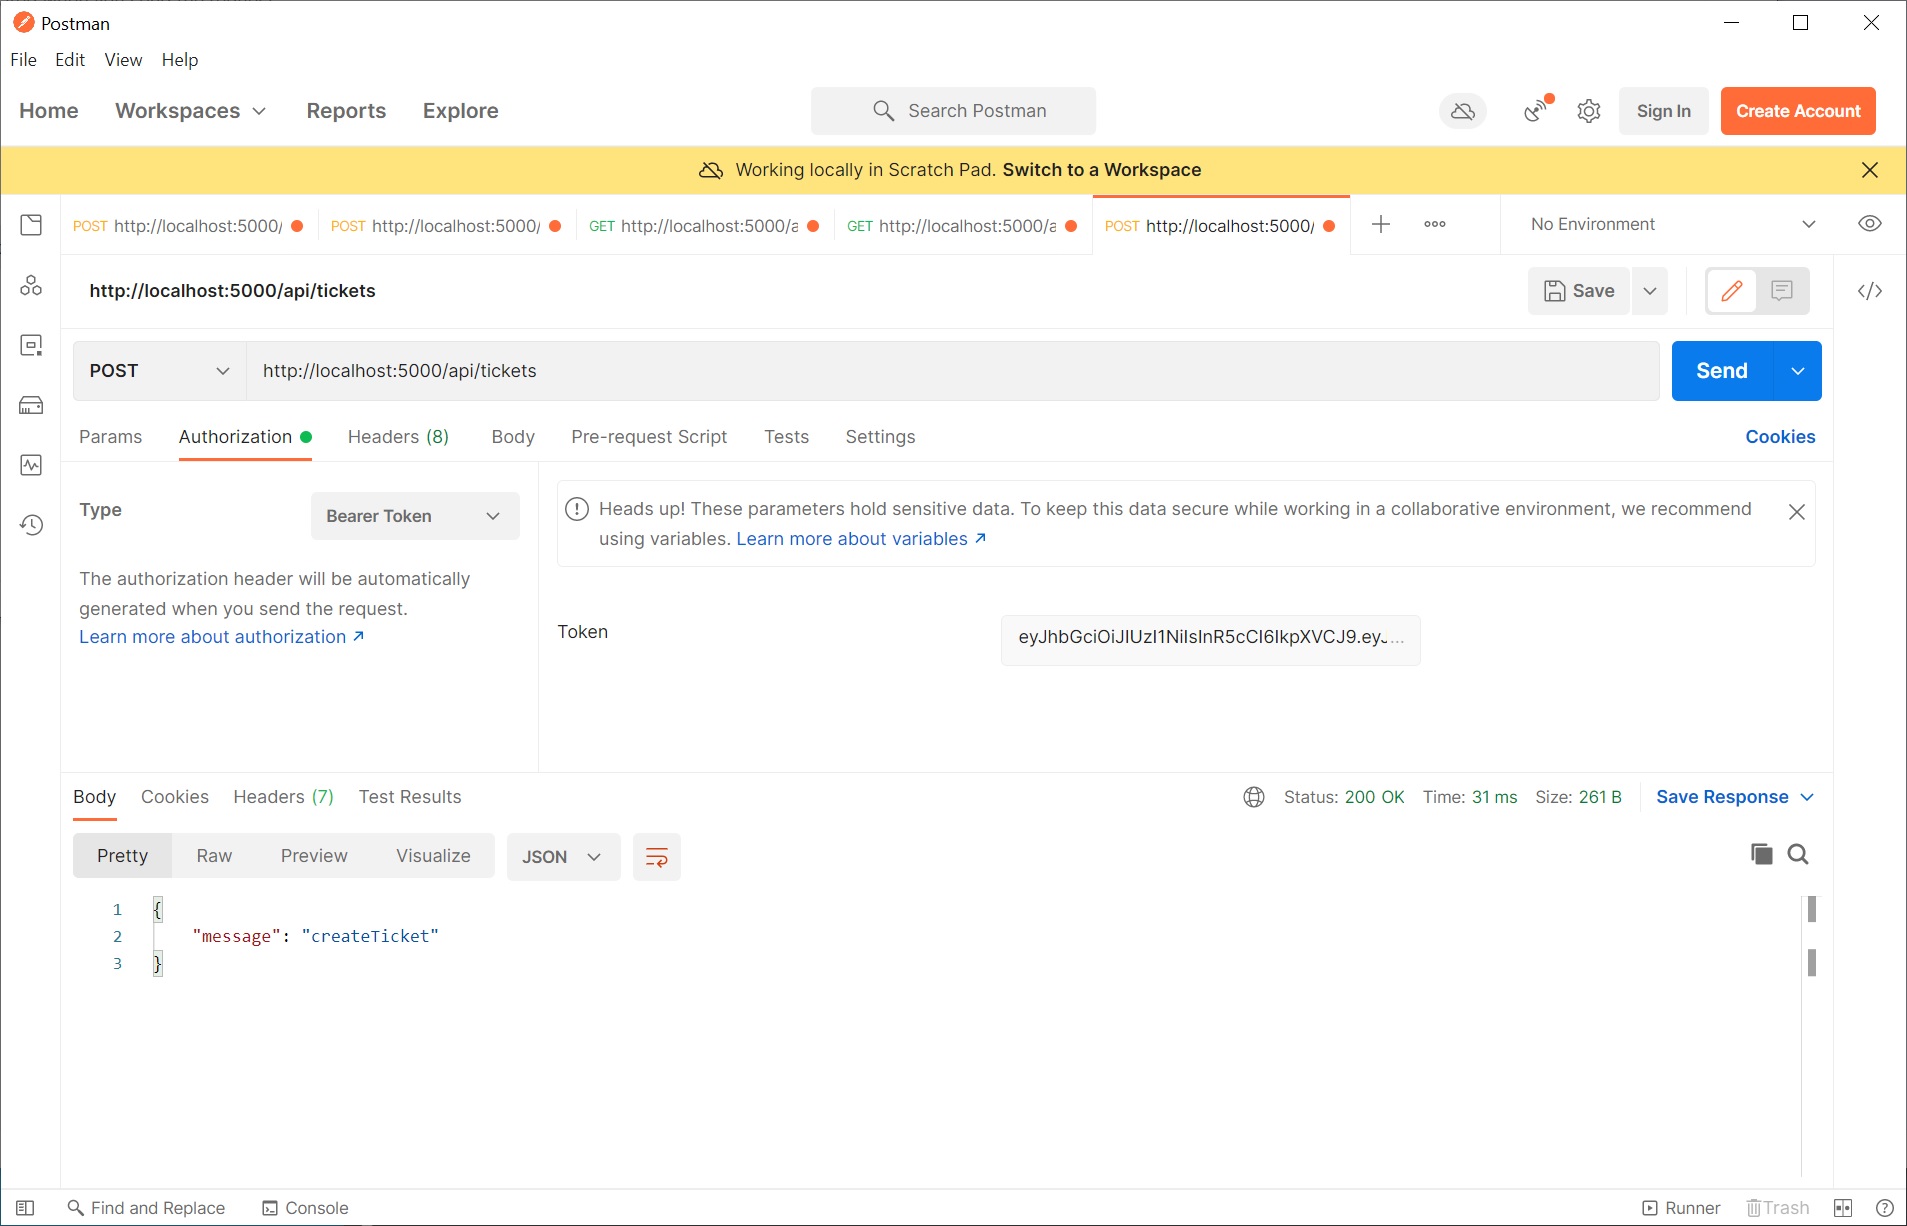 Postman
File Edit View Help
Home Workspaces Reports Explore Search Postman Sign In Create Account
Working locally in Scratch Pad. Switch to a Workspace
POST http://localhost:5000/ POST http://localhost:5000/ GET http://localhost:5000/a GET http://localhost:5000/a POST http://localhost:5000/ No Environment
http://localhost:5000/api/tickets Save
POST http://localhost:5000/api/tickets Send
Params Authorization Headers (8) Body Pre-request Script Tests Settings Cookies
Type Bearer Token
The authorization header will be automatically
generated when you send the request.
Learn more about authorization ↗
Heads up! These parameters hold sensitive data. To keep this data secure while working in a collaborative environment, we recommend
using variables. Learn more about variables ↗
Token eyJhbGciOiJIUzI1NiIsInR5cCI6IkpXVCJ9.eyJ...
Body Cookies Headers (7) Test Results Status: 200 OK Time: 31 ms Size: 261 B Save Response
Pretty Raw Preview Visualize JSON
1 {
2 "message": "createTicket"
3 }
Find and Replace Console Runner Trash